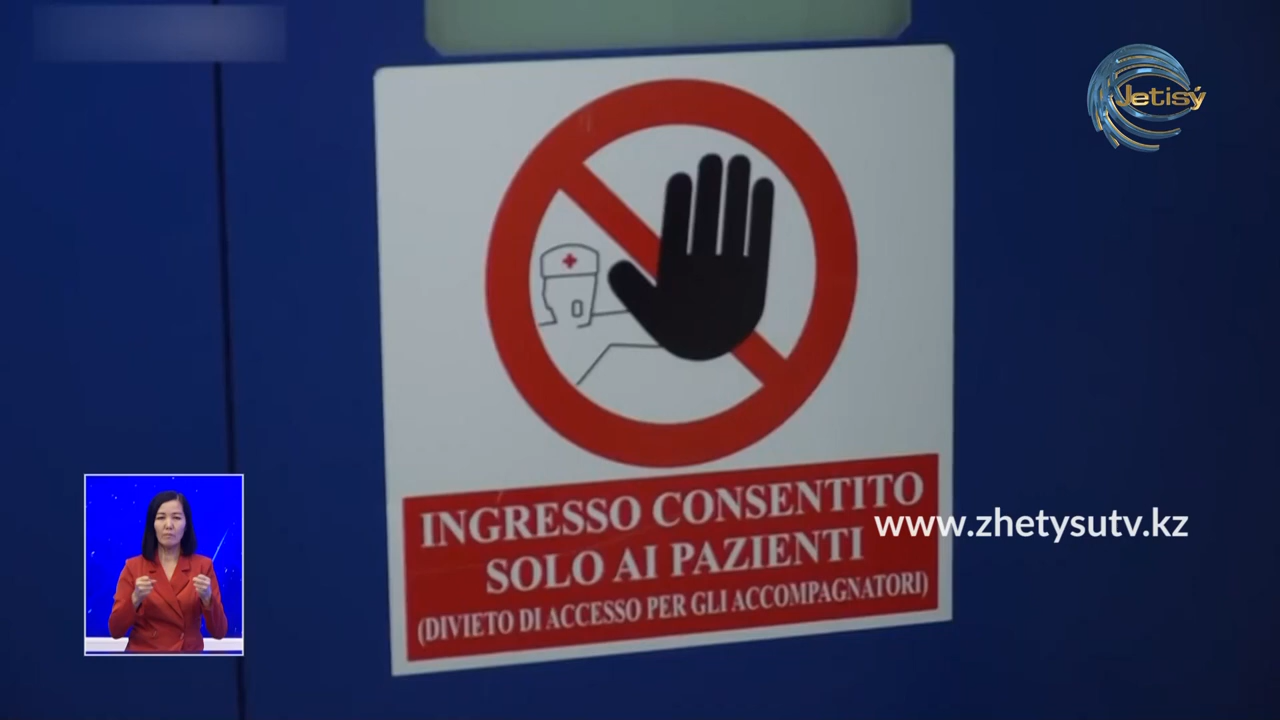 Jetisý
INGRESSO CONSENTITO
SOLO AI PAZIENTI
(DIVIETO DI ACCESSO PER GLI ACCOMPAGNATORI)
www.zhetysutv.kz